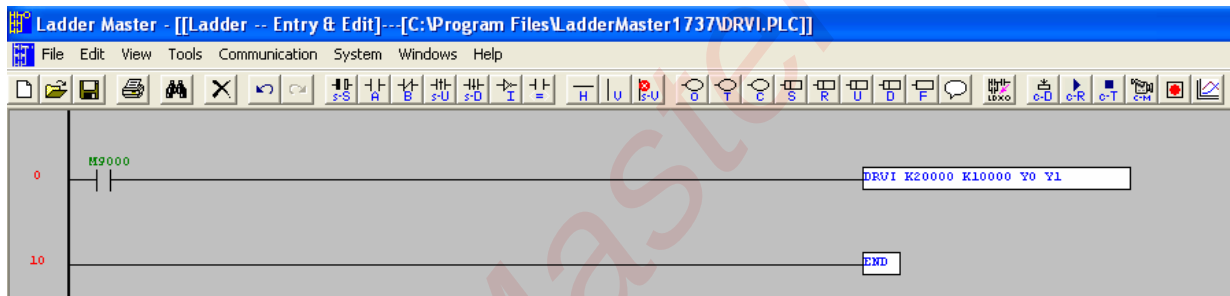 Ladder Master - [[Ladder -- Entry & Edit]---[C:\Program Files\LadderMaster1737\DRVI.PLC]]
File Edit View Tools Communication System Windows Help
s-S A B s-U s-D I = H U s-U O T C S R U D F LDXO c-D c-R c-T c-M
M9000
0
DRVI K20000 K10000 Y0 Y1
10
END
Master